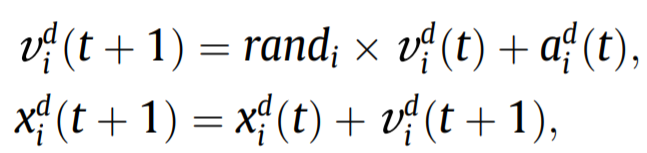 v_i^d(t + 1) = rand_i × v_i^d(t) + a_i^d(t),
x_i^d(t + 1) = x_i^d(t) + v_i^d(t + 1),